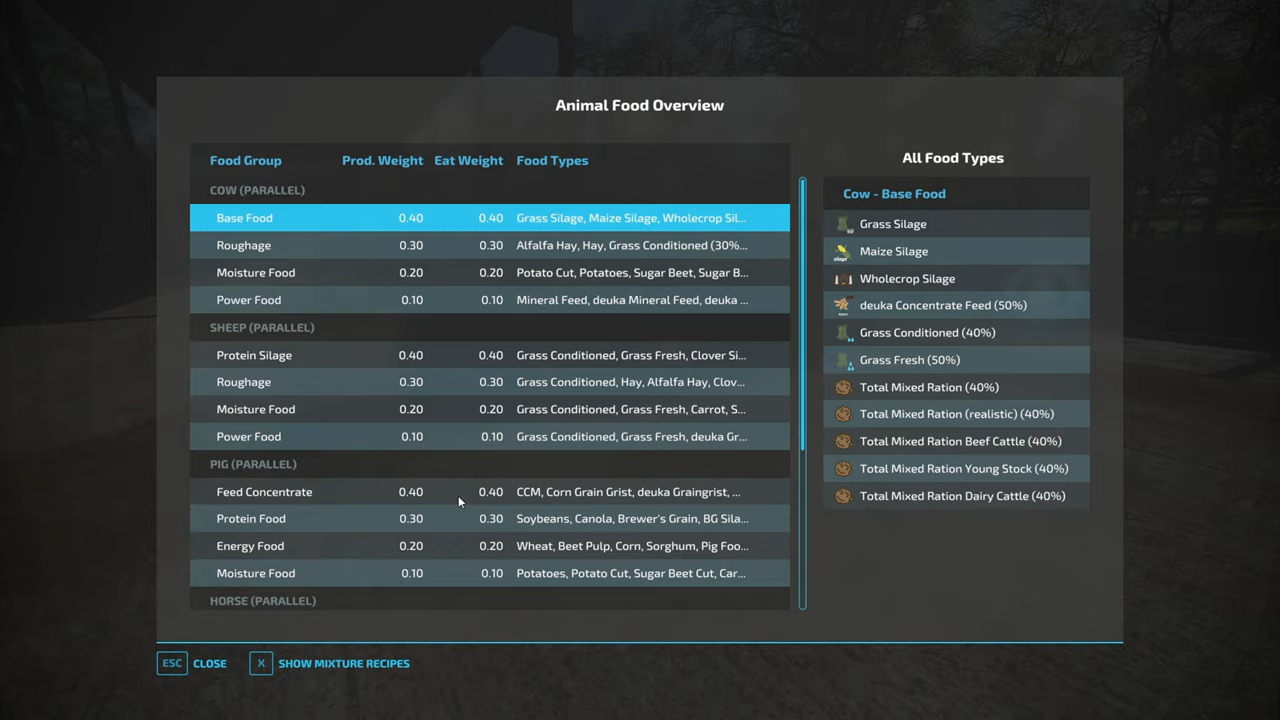 Animal Food Overview
Food Group Prod. Weight Eat Weight Food Types
COW (PARALLEL)
Base Food 0.40 0.40 Grass Silage, Maize Silage, Wholecrop Sil...
Roughage 0.30 0.30 Alfalfa Hay, Hay, Grass Conditioned (30%...
Moisture Food 0.20 0.20 Potato Cut, Potatoes, Sugar Beet, Sugar B...
Power Food 0.10 0.10 Mineral Feed, deuka Mineral Feed, deuka ...
SHEEP (PARALLEL)
Protein Silage 0.40 0.40 Grass Conditioned, Grass Fresh, Clover Si...
Roughage 0.30 0.30 Grass Conditioned, Hay, Alfalfa Hay, Clov...
Moisture Food 0.20 0.20 Grass Conditioned, Grass Fresh, Carrot, S...
Power Food 0.10 0.10 Grass Conditioned, Grass Fresh, deuka Gr...
PIG (PARALLEL)
Feed Concentrate 0.40 0.40 CCM, Corn Grain Grist, deuka Graingrist, ...
Protein Food 0.30 0.30 Soybeans, Canola, Brewer's Grain, BG Sila...
Energy Food 0.20 0.20 Wheat, Beet Pulp, Corn, Sorghum, Pig Foo...
Moisture Food 0.10 0.10 Potatoes, Potato Cut, Sugar Beet Cut, Car...
HORSE (PARALLEL)
All Food Types
Cow - Base Food
Grass Silage
Maize Silage
Wholecrop Silage
deuka Concentrate Feed (50%)
Grass Conditioned (40%)
Grass Fresh (50%)
Total Mixed Ration (40%)
Total Mixed Ration (realistic) (40%)
Total Mixed Ration Beef Cattle (40%)
Total Mixed Ration Young Stock (40%)
Total Mixed Ration Dairy Cattle (40%)
ESC CLOSE X SHOW MIXTURE RECIPES